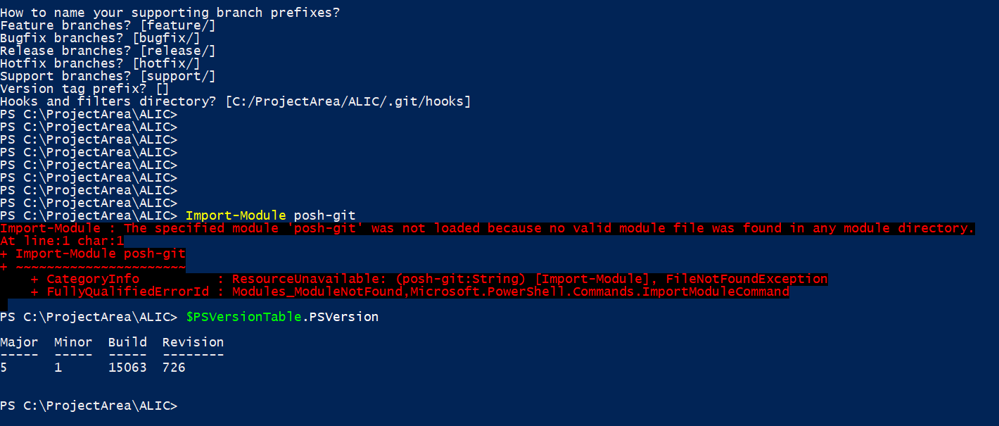 How to name your supporting branch prefixes?
Feature branches? [feature/]
Bugfix branches? [bugfix/]
Release branches? [release/]
Hotfix branches? [hotfix/]
Support branches? [support/]
Version tag prefix? []
Hooks and filters directory? [C:/ProjectArea/ALIC/.git/hooks]
PS C:\ProjectArea\ALIC>
PS C:\ProjectArea\ALIC>
PS C:\ProjectArea\ALIC>
PS C:\ProjectArea\ALIC>
PS C:\ProjectArea\ALIC>
PS C:\ProjectArea\ALIC>
PS C:\ProjectArea\ALIC>
PS C:\ProjectArea\ALIC>
PS C:\ProjectArea\ALIC> Import-Module posh-git
Import-Module : The specified module 'posh-git' was not loaded because no valid module file was found in any module directory.
At line:1 char:1
+ Import-Module posh-git
+ ~~~~~~~~~~~~~~~~~~~~~~
    + CategoryInfo          : ResourceUnavailable: (posh-git:String) [Import-Module], FileNotFoundException
    + FullyQualifiedErrorId : Modules_ModuleNotFound,Microsoft.PowerShell.Commands.ImportModuleCommand
PS C:\ProjectArea\ALIC> $PSVersionTable.PSVersion
Major  Minor  Build  Revision
-----  -----  -----  --------
5      1      15063  726
PS C:\ProjectArea\ALIC>